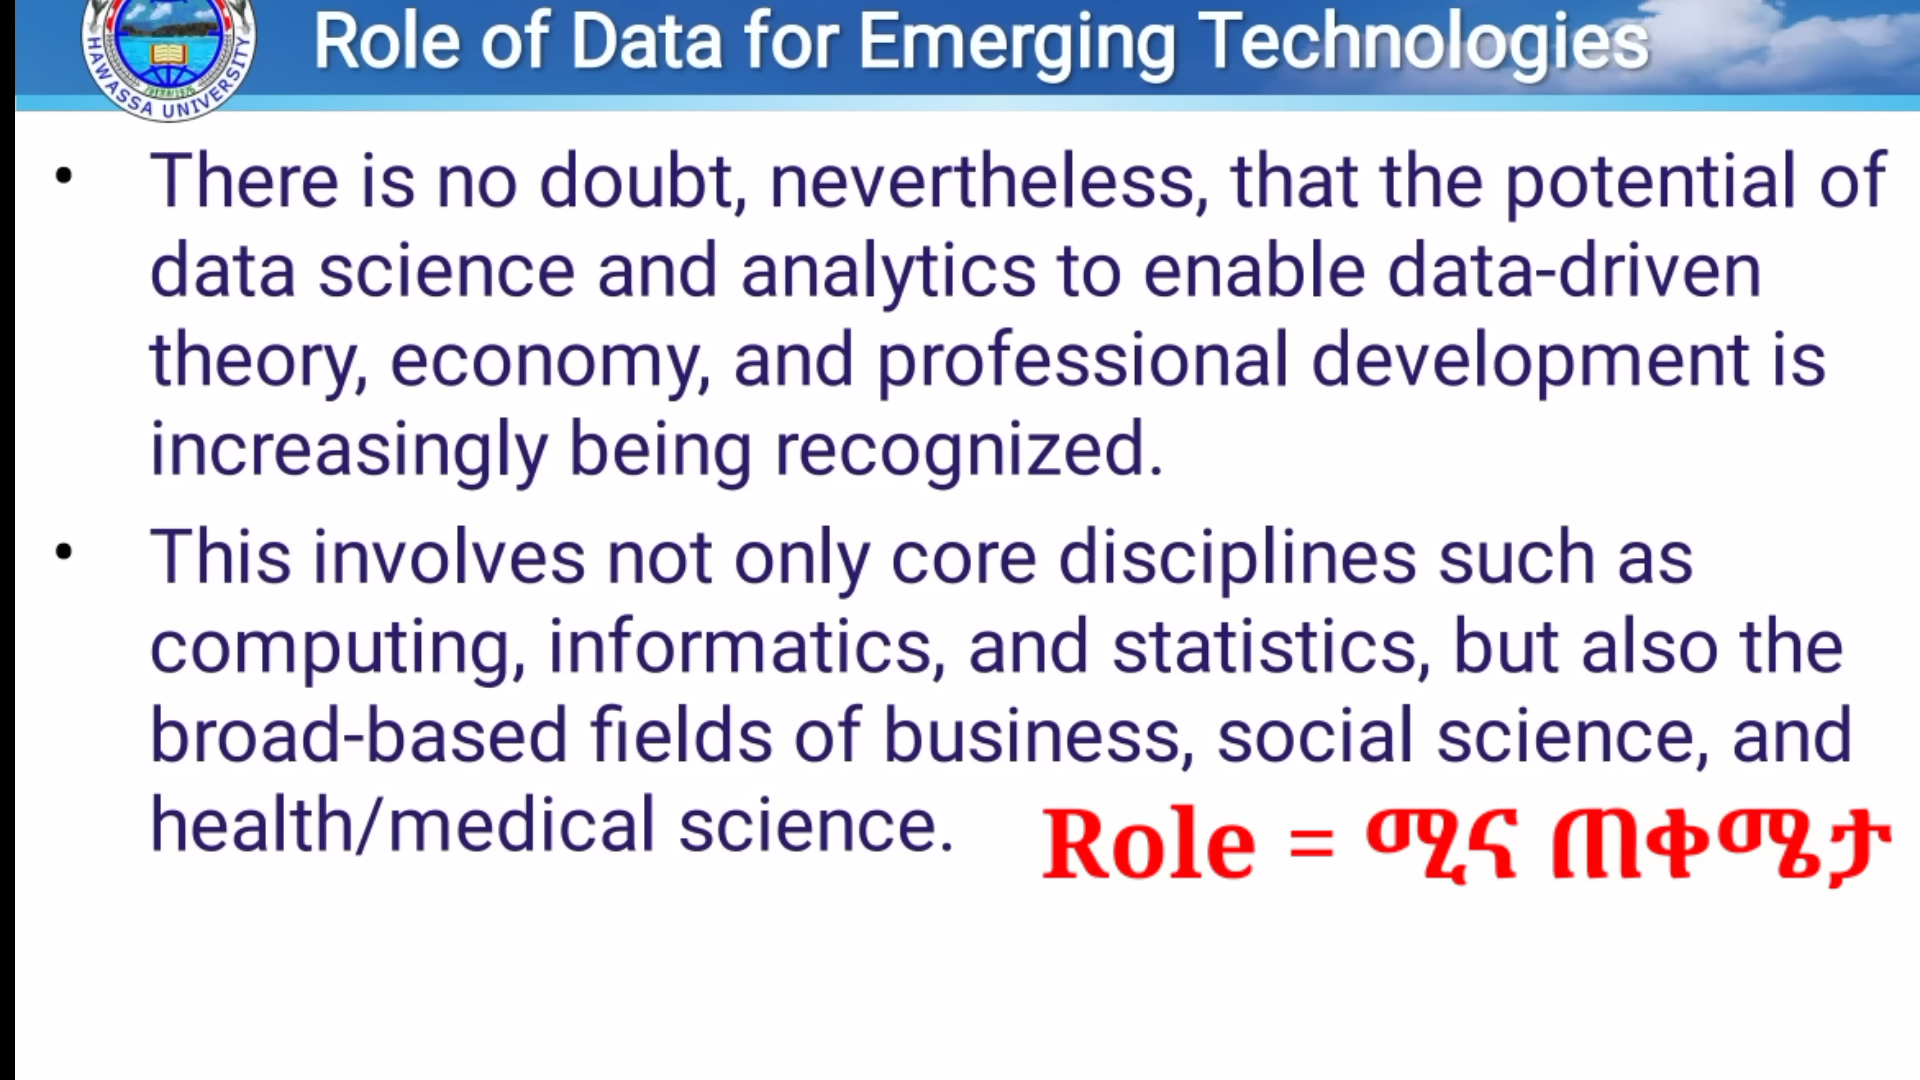 HAWASSA UNIVERSITY
Role of Data for Emerging Technologies
• There is no doubt, nevertheless, that the potential of
data science and analytics to enable data-driven
theory, economy, and professional development is
increasingly being recognized.
• This involves not only core disciplines such as
computing, informatics, and statistics, but also the
broad-based fields of business, social science, and
health/medical science.
Role = ሚና ጠቀሜታ